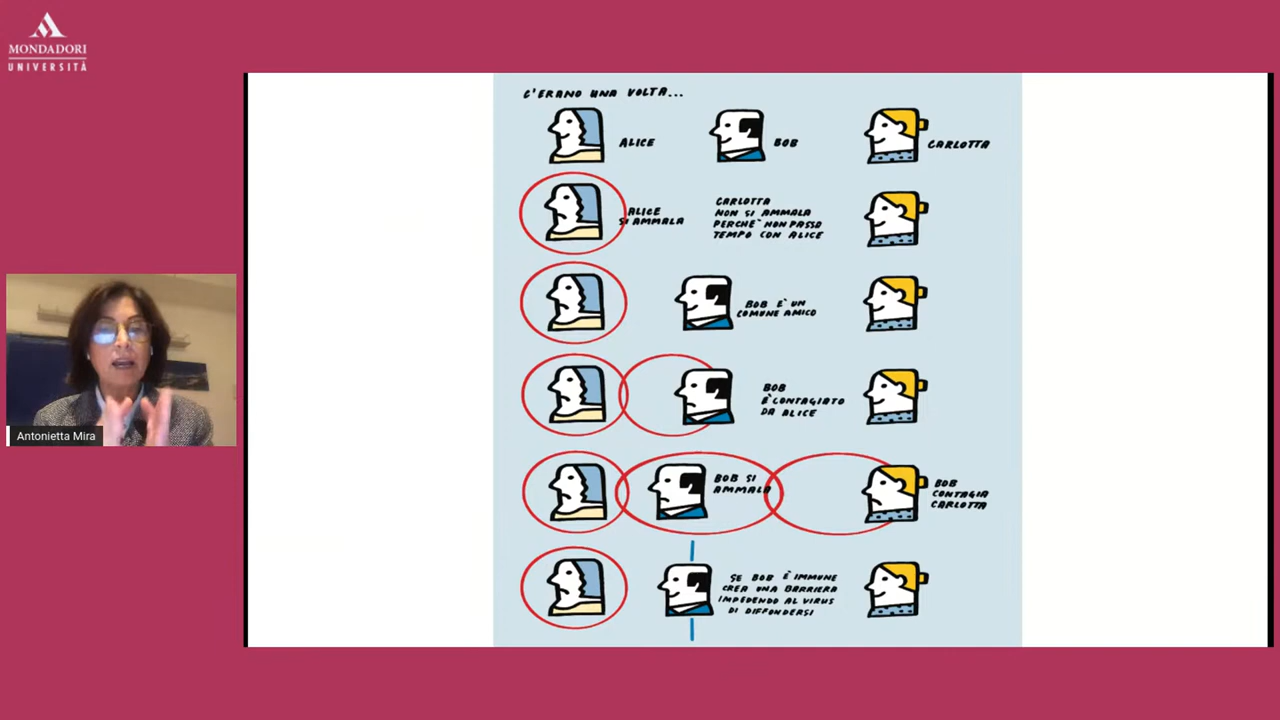 MONDADORI
UNIVERSITÀ
C'ERANO UNA VOLTA...
ALICE
BOB
CARLOTTA
ALICE
SI AMMALA
CARLOTTA
NON SI AMMALA
PERCHÈ NON PASSA
TEMPO CON ALICE
BOB È UN
COMUNE AMICO
BOB
È CONTAGIATO
DA ALICE
BOB SI
AMMALA
BOB
CONTAGIA
CARLOTTA
SE BOB È IMMUNE
CREA UNA BARRIERA
IMPEDENDO AL VIRUS
DI DIFFONDERSI
Antonietta Mira